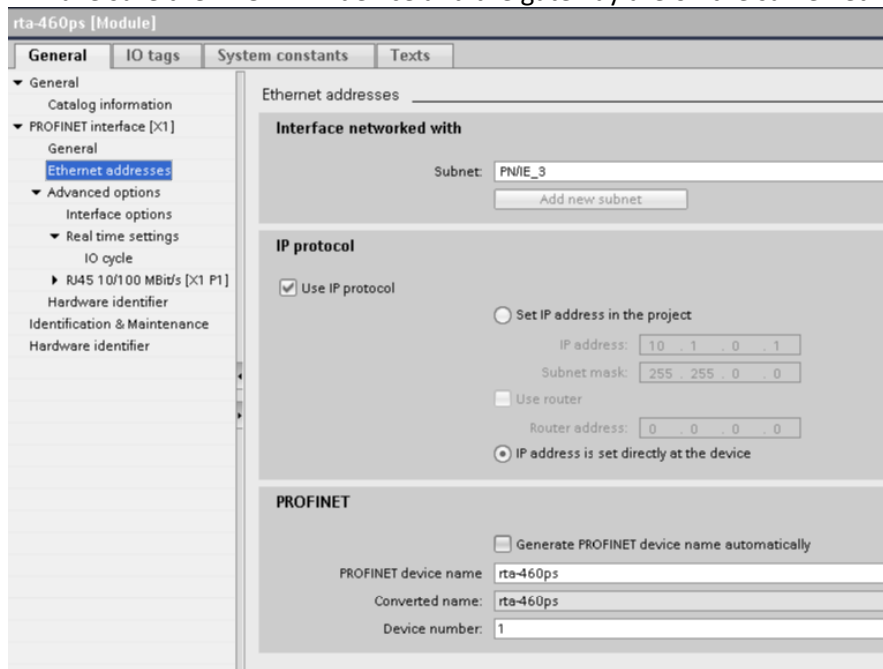 rta-460ps [Module]
General IO tags System constants Texts
General
Catalog information
PROFINET interface [X1]
General
Ethernet addresses
Advanced options
Interface options
Real time settings
IO cycle
RJ45 10/100 MBit/s [X1 P1]
Hardware identifier
Identification & Maintenance
Hardware identifier
Ethernet addresses
Interface networked with
Subnet: PN/IE_3
Add new subnet
IP protocol
Use IP protocol
Set IP address in the project
IP address: 10 . 1 . 0 . 1
Subnet mask: 255 . 255 . 0 . 0
Use router
Router address: 0 . 0 . 0 . 0
IP address is set directly at the device
PROFINET
Generate PROFINET device name automatically
PROFINET device name rta-460ps
Converted name: rta-460ps
Device number: 1